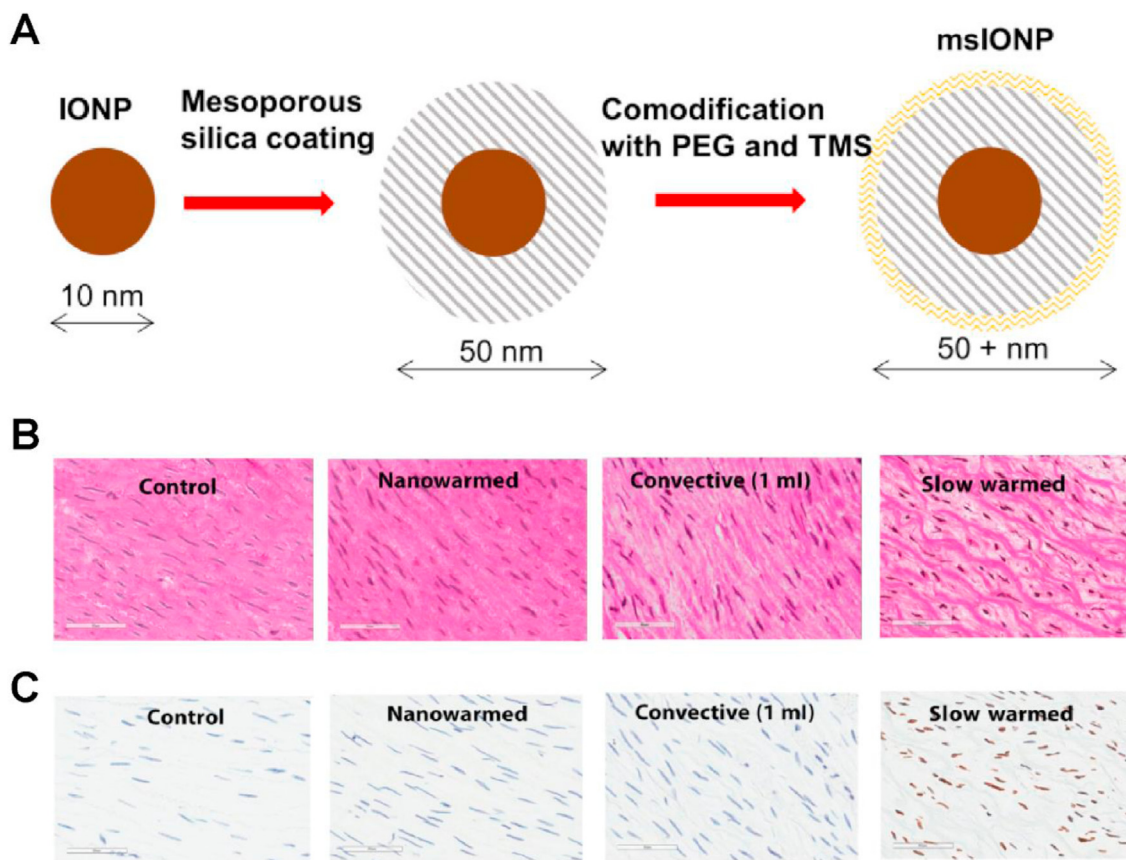 A
IONP
Mesoporous
silica coating
Comodification
with PEG and TMS
msIONP
10 nm
50 nm
50 + nm
B
Control
Nanowarmed
Convective (1 ml)
Slow warmed
C
Control
Nanowarmed
Convective (1 ml)
Slow warmed